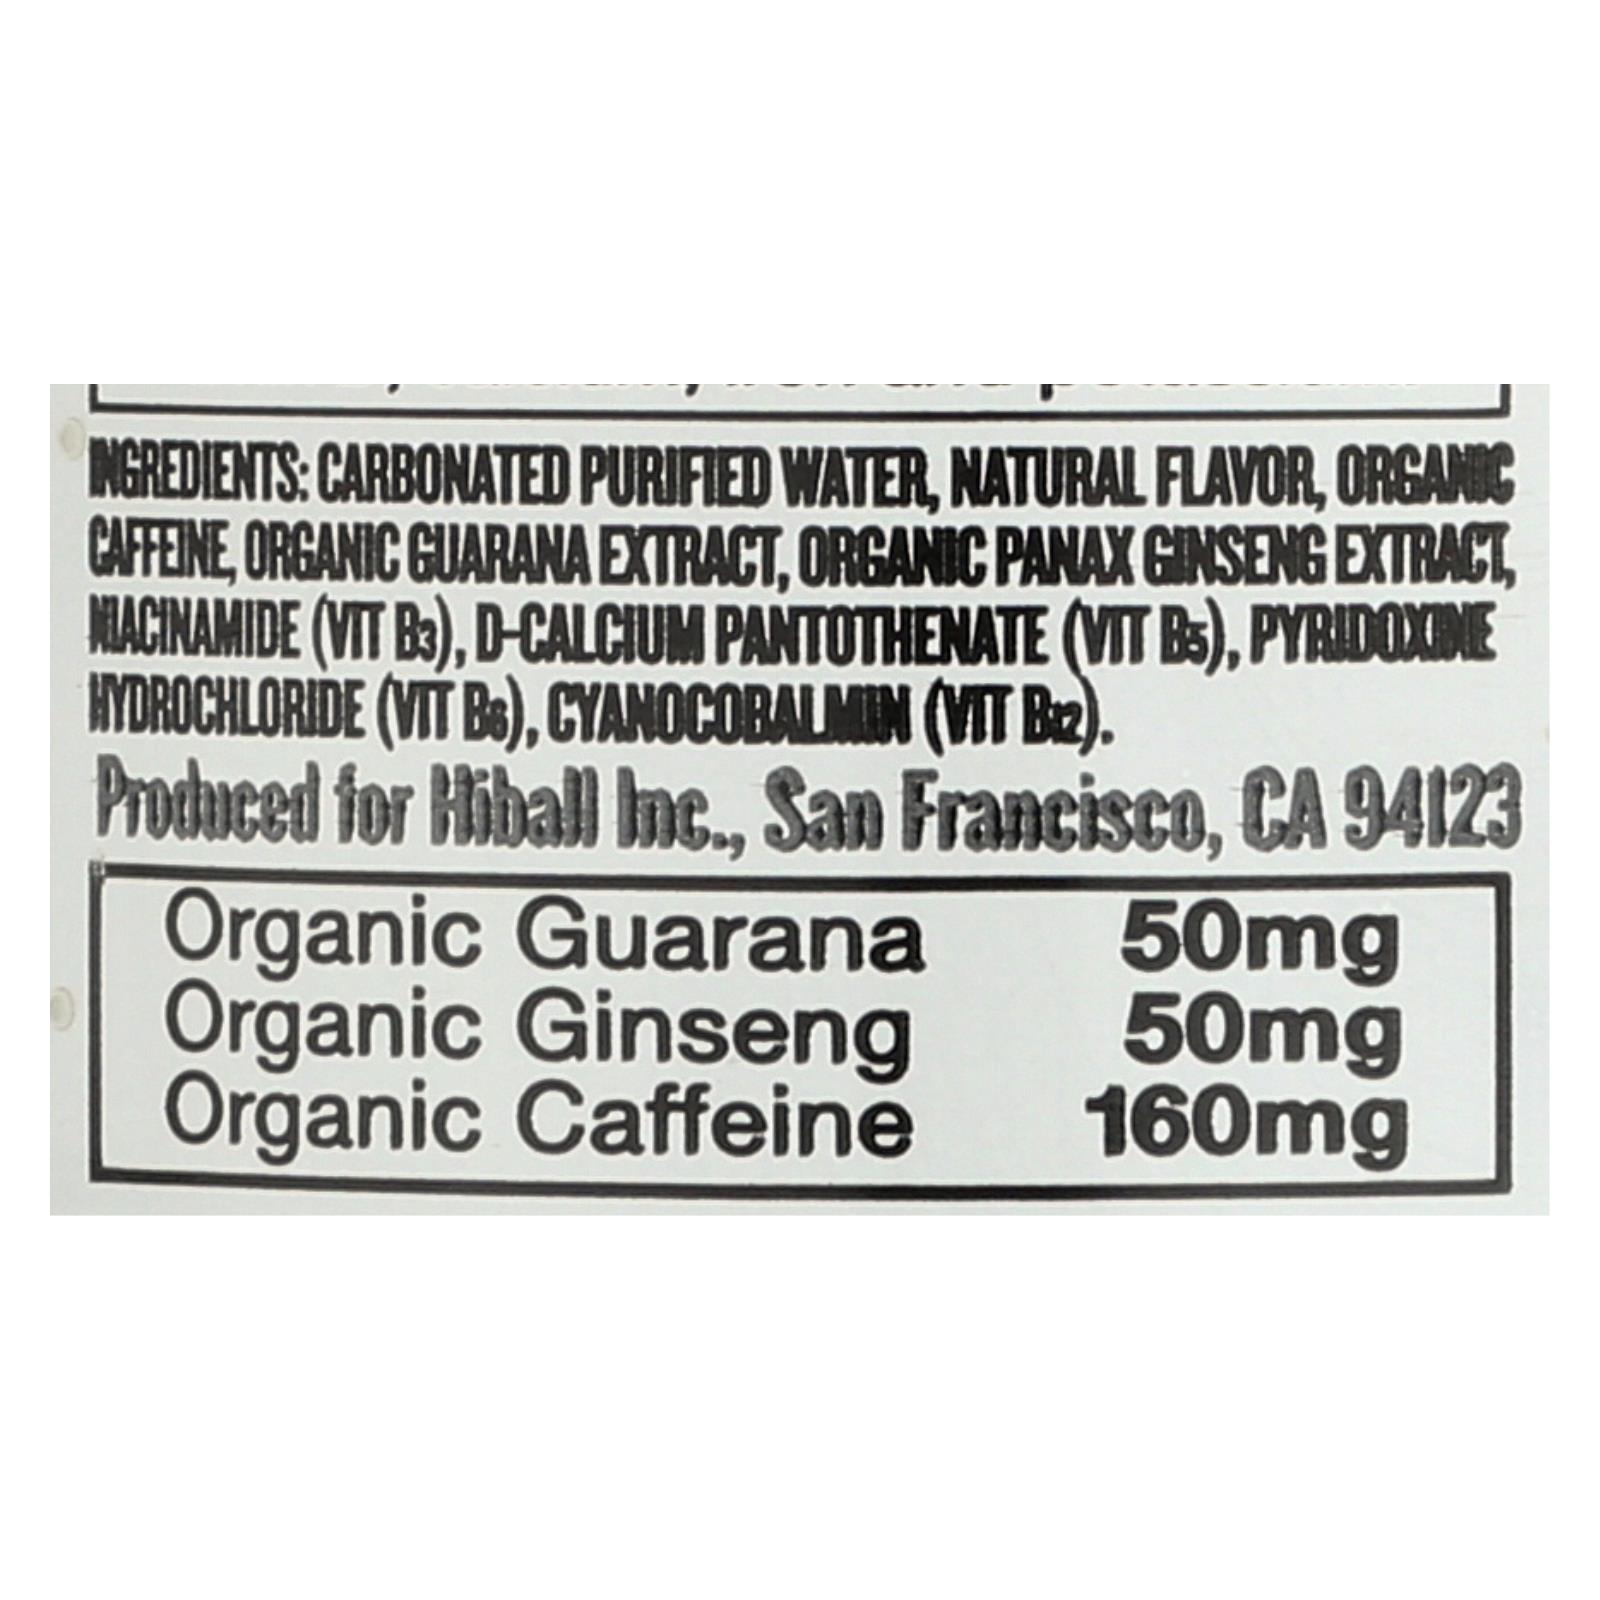 INGREDIENTS: CARBONATED PURIFIED WATER, NATURAL FLAVOR, ORGANIC
CAFFEINE, ORGANIC GUARANA EXTRACT, ORGANIC PANAX GINSENG EXTRACT,
NIACINAMIDE (VIT B3), D-CALCIUM PANTOTHENATE (VIT B5), PYRIDOXINE
HYDROCHLORIDE (VIT B6), CYANOCOBALMIN (VIT B12).
Produced for Hiball Inc., San Francisco, CA 94123
Organic Guarana 50mg
Organic Ginseng 50mg
Organic Caffeine 160mg